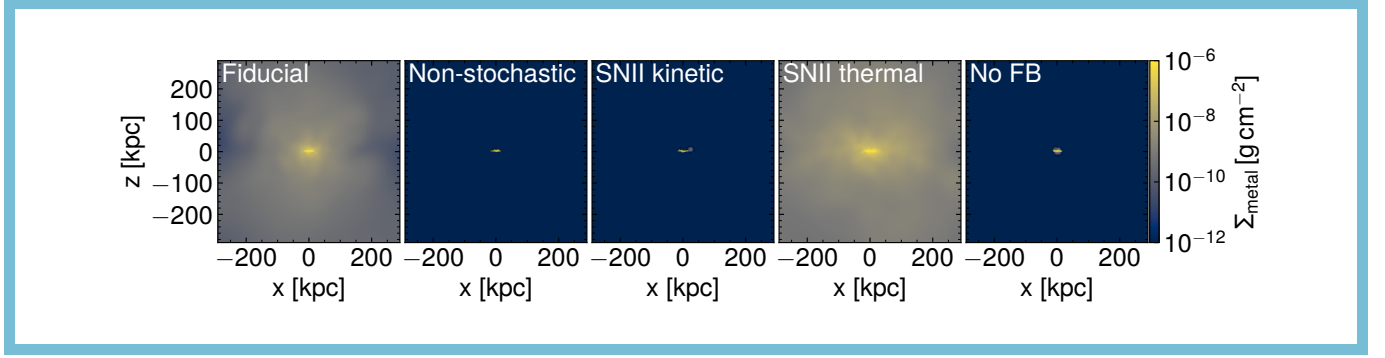 Fiducial
Non-stochastic
SNII kinetic
SNII thermal
No FB
z [kpc]
200
100
0
−100
−200
−200 0 200
−200 0 200
−200 0 200
−200 0 200
−200 0 200
x [kpc]
x [kpc]
x [kpc]
x [kpc]
x [kpc]
10⁻⁶
10⁻⁸
10⁻¹⁰
10⁻¹²
Σ_metal [g cm⁻²]